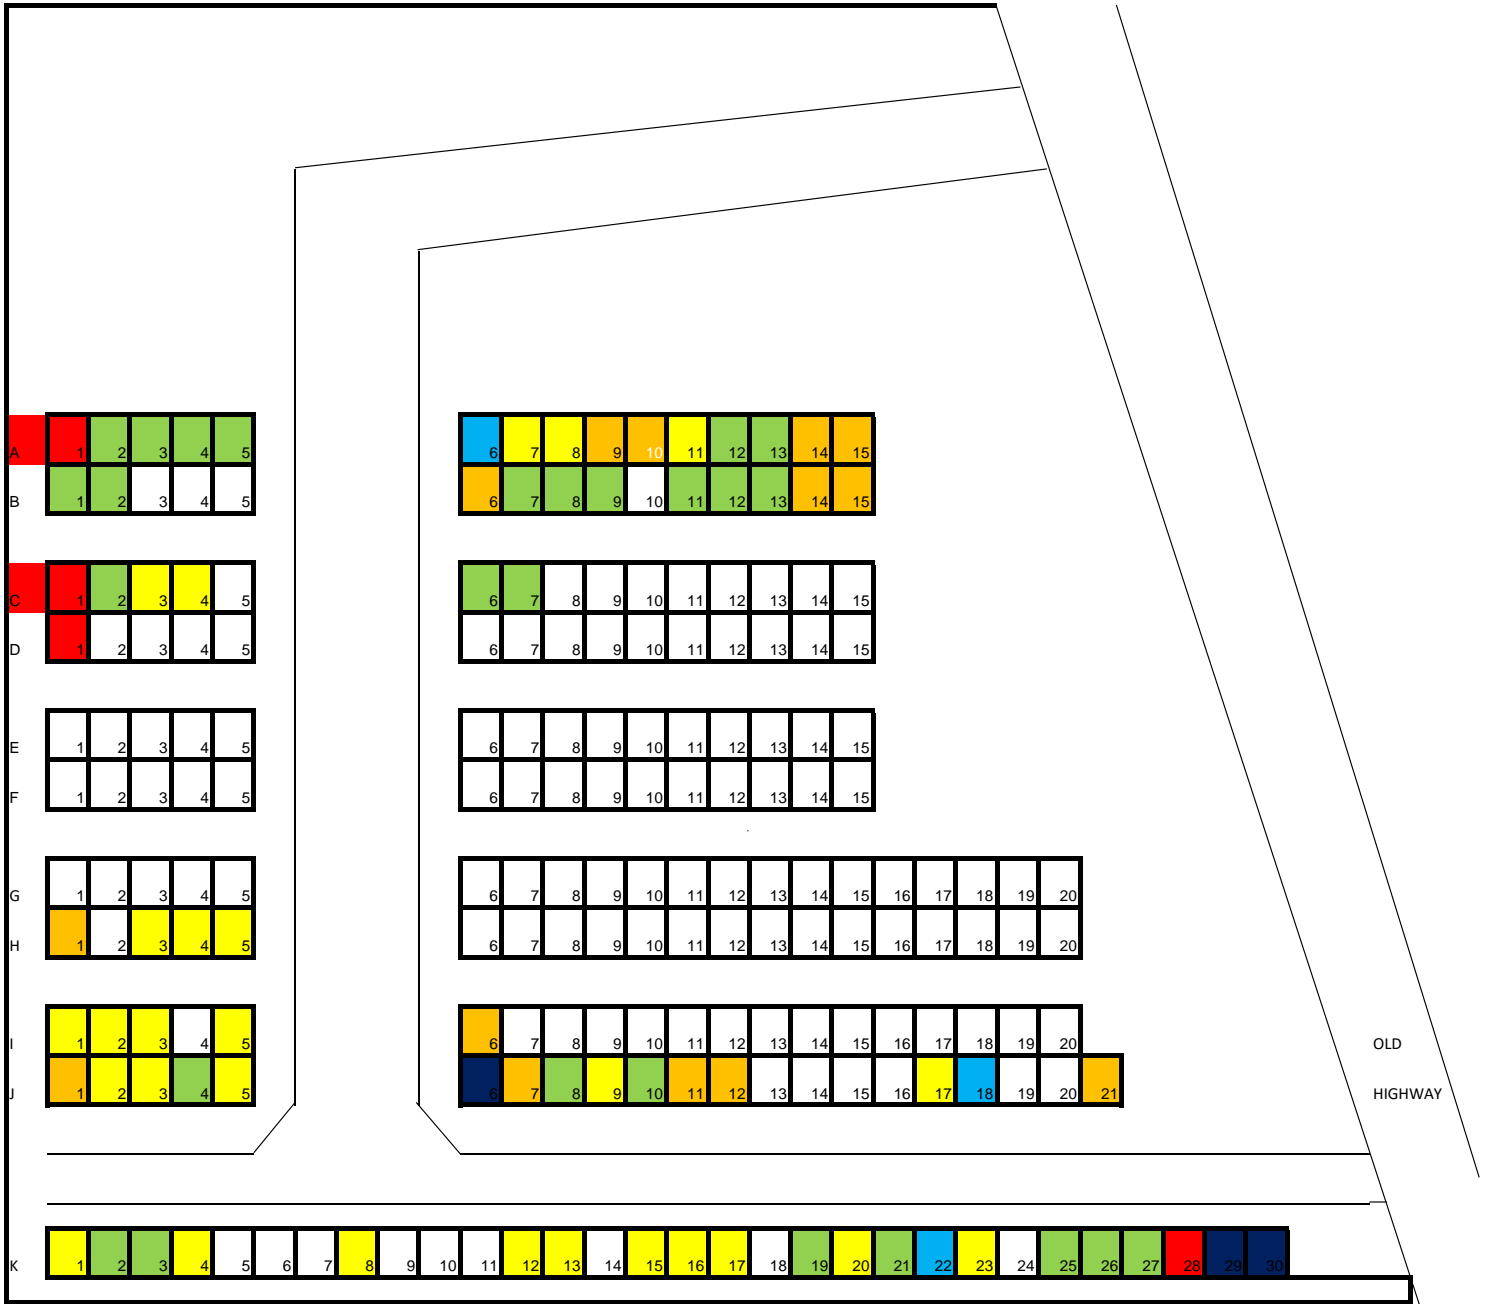 A 1 2 3 4 5 6 7 8 9 10 11 12 13 14 15
B 1 2 3 4 5 6 7 8 9 10 11 12 13 14 15
C 1 2 3 4 5 6 7 8 9 10 11 12 13 14 15
D 1 2 3 4 5 6 7 8 9 10 11 12 13 14 15
E 1 2 3 4 5 6 7 8 9 10 11 12 13 14 15
F 1 2 3 4 5 6 7 8 9 10 11 12 13 14 15
G 1 2 3 4 5 6 7 8 9 10 11 12 13 14 15 16 17 18 19 20
H 1 2 3 4 5 6 7 8 9 10 11 12 13 14 15 16 17 18 19 20
I 1 2 3 4 5 6 7 8 9 10 11 12 13 14 15 16 17 18 19 20 OLD
J 1 2 3 4 5 6 7 8 9 10 11 12 13 14 15 16 17 18 19 20 21 HIGHWAY
K 1 2 3 4 5 6 7 8 9 10 11 12 13 14 15 16 17 18 19 20 21 22 23 24 25 26 27 28 29 30